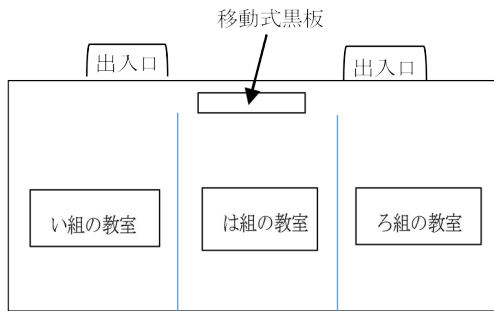 移動式黒板
出入口
出入口
い組の教室
は組の教室
ろ組の教室